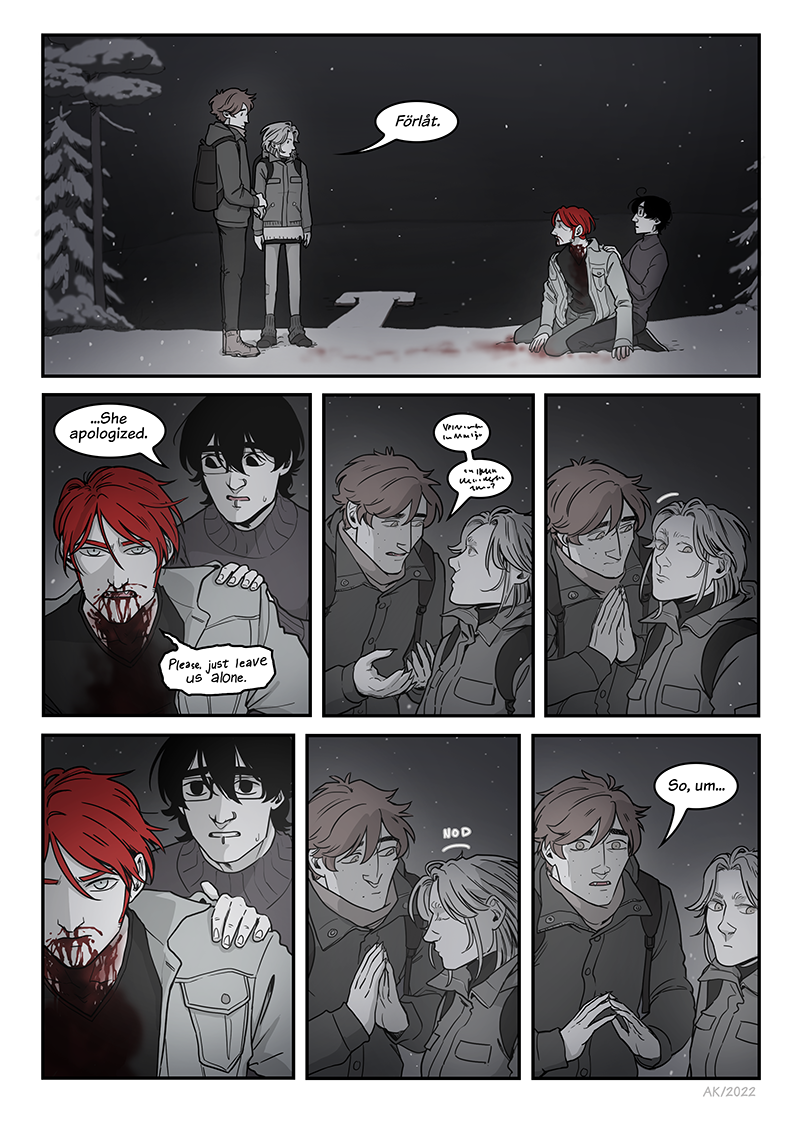 Förlåt.
...She
apologized.
Please, just leave
us alone.
NOD
So, um...
AK/2022